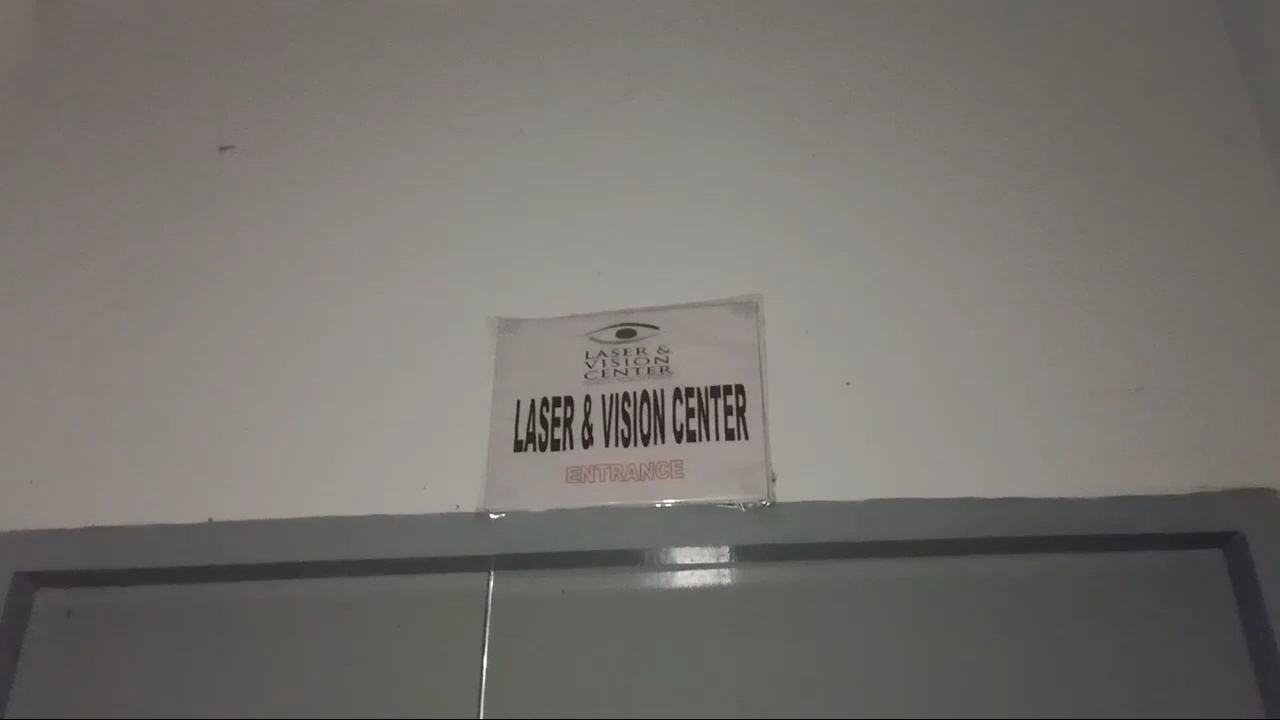 LASER &
VISION
CENTER
LASER & VISION CENTER
ENTRANCE